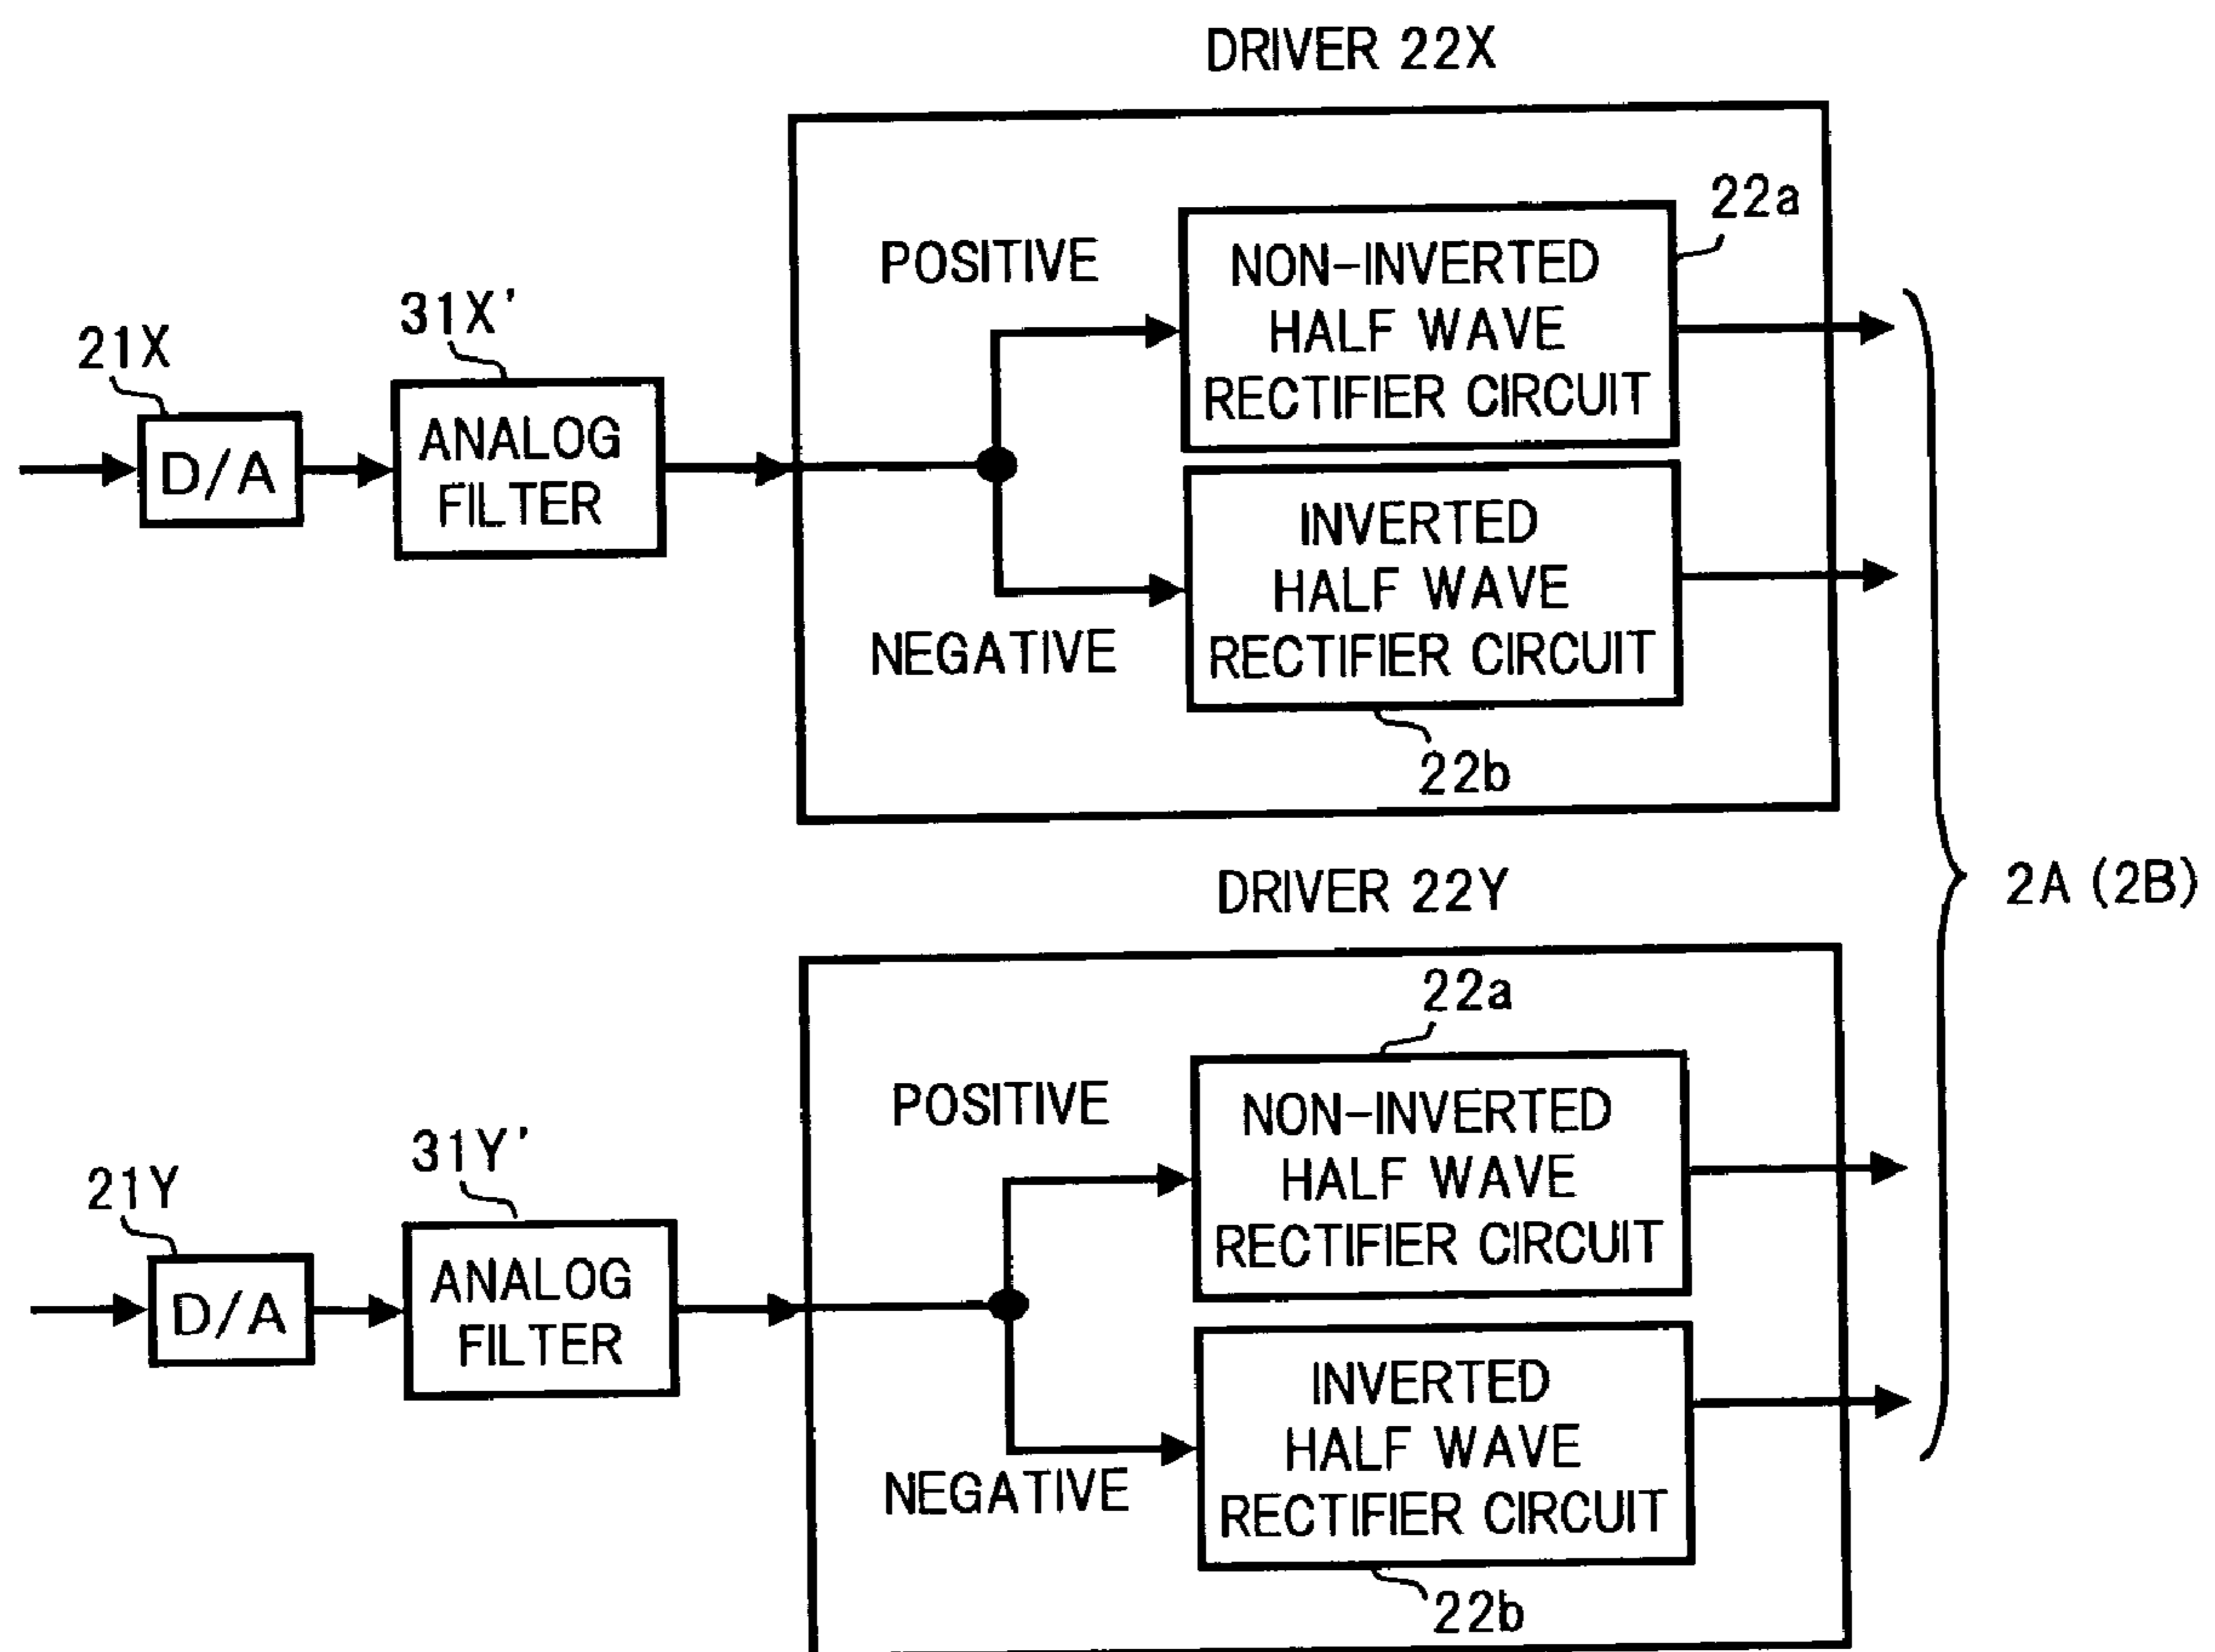 DRIVER 22X
22a
POSITIVE
NON-INVERTED
HALF WAVE
RECTIFIER CIRCUIT
31X'
21X
ANALOG
FILTER
D/A
INVERTED
HALF WAVE
RECTIFIER CIRCUIT
NEGATIVE
22b
DRIVER 22Y
2A (2B)
22a
POSITIVE
NON-INVERTED
HALF WAVE
RECTIFIER CIRCUIT
31Y'
21Y
ANALOG
FILTER
D/A
INVERTED
HALF WAVE
RECTIFIER CIRCUIT
NEGATIVE
22b